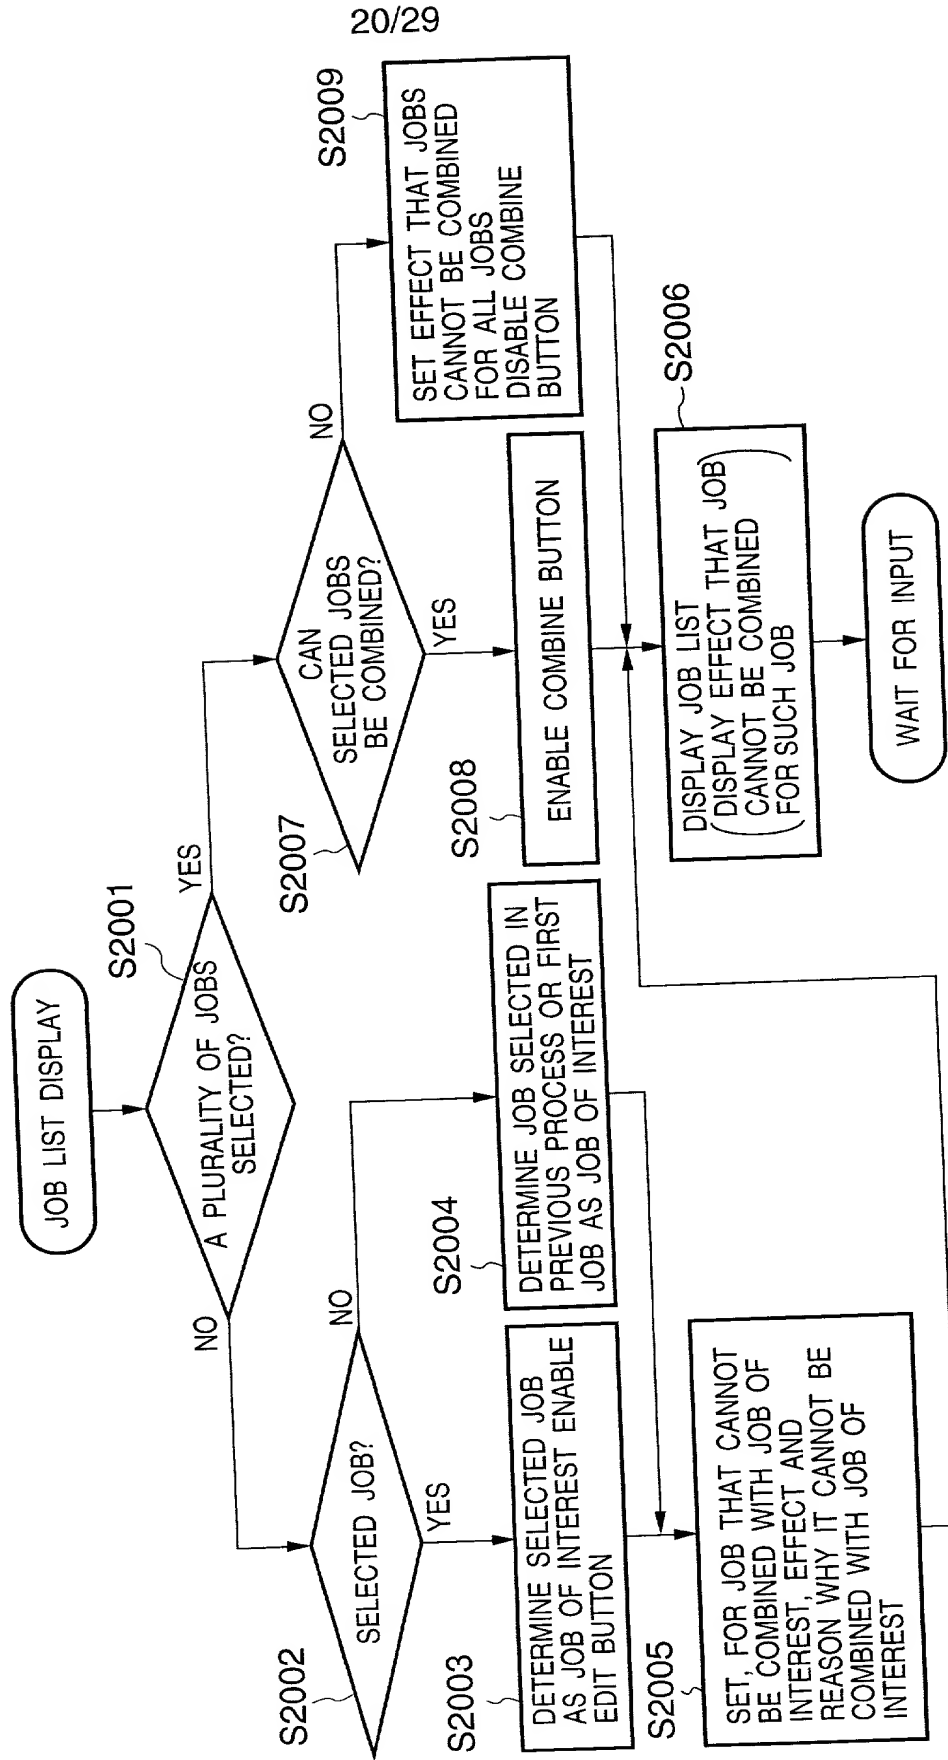 20/29
JOB LIST DISPLAY
S2001
A PLURALITY OF JOBS
SELECTED?
NO
YES
S2002
SELECTED JOB?
NO
YES
S2003
DETERMINE SELECTED JOB
AS JOB OF INTEREST ENABLE
EDIT BUTTON
S2004
DETERMINE JOB SELECTED IN
PREVIOUS PROCESS OR FIRST
JOB AS JOB OF INTEREST
S2005
SET, FOR JOB THAT CANNOT
BE COMBINED WITH JOB OF
INTEREST, EFFECT AND
REASON WHY IT CANNOT BE
COMBINED WITH JOB OF
INTEREST
S2007
CAN
SELECTED JOBS
BE COMBINED?
NO
YES
S2008
ENABLE COMBINE BUTTON
S2009
SET EFFECT THAT JOBS
CANNOT BE COMBINED
FOR ALL JOBS
DISABLE COMBINE
BUTTON
S2006
DISPLAY JOB LIST
(DISPLAY EFFECT THAT JOB
CANNOT BE COMBINED
FOR SUCH JOB)
WAIT FOR INPUT